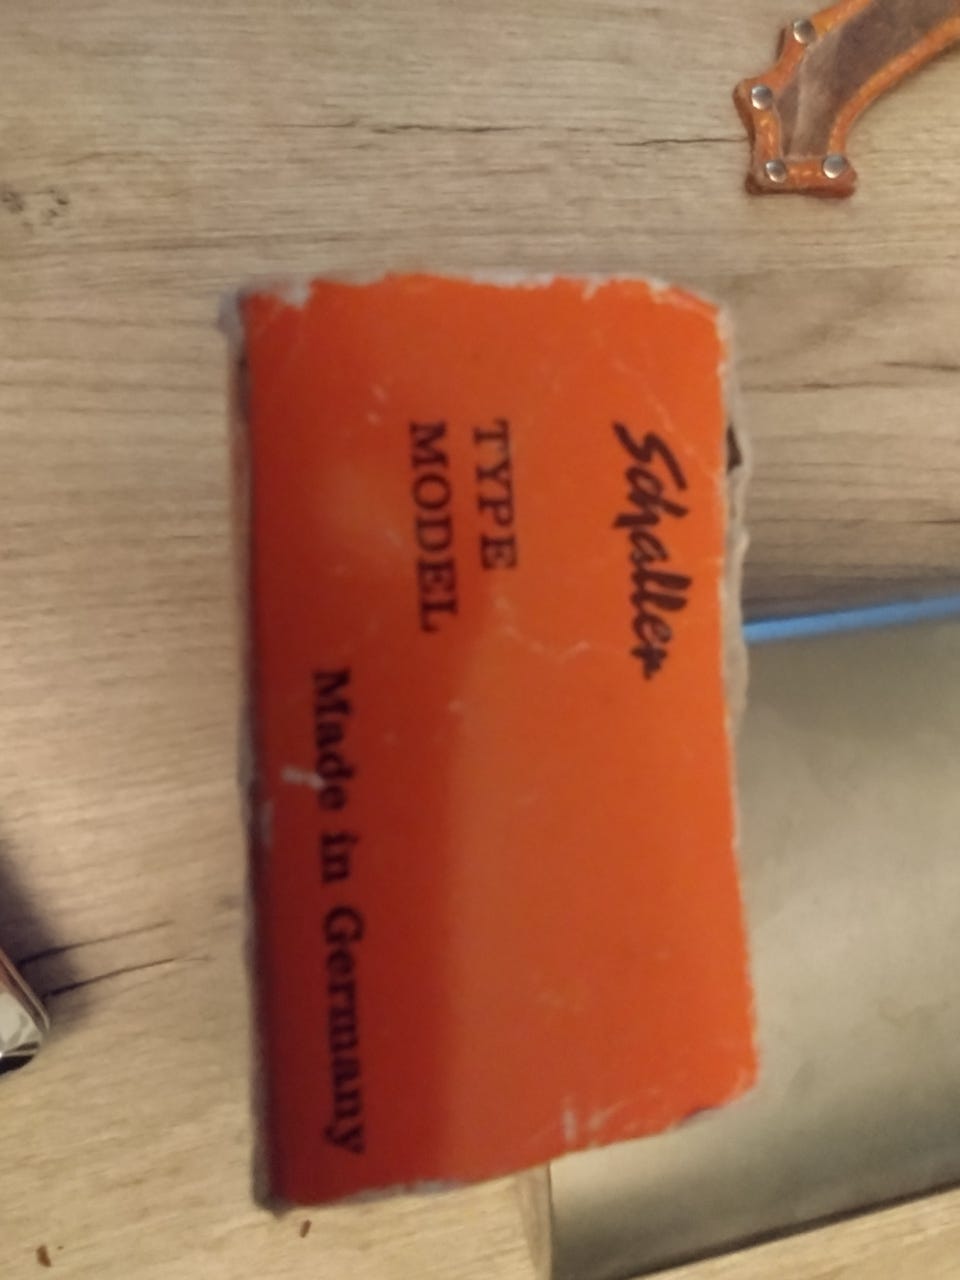 Schaller
TYPE
MODEL
Made in Germany